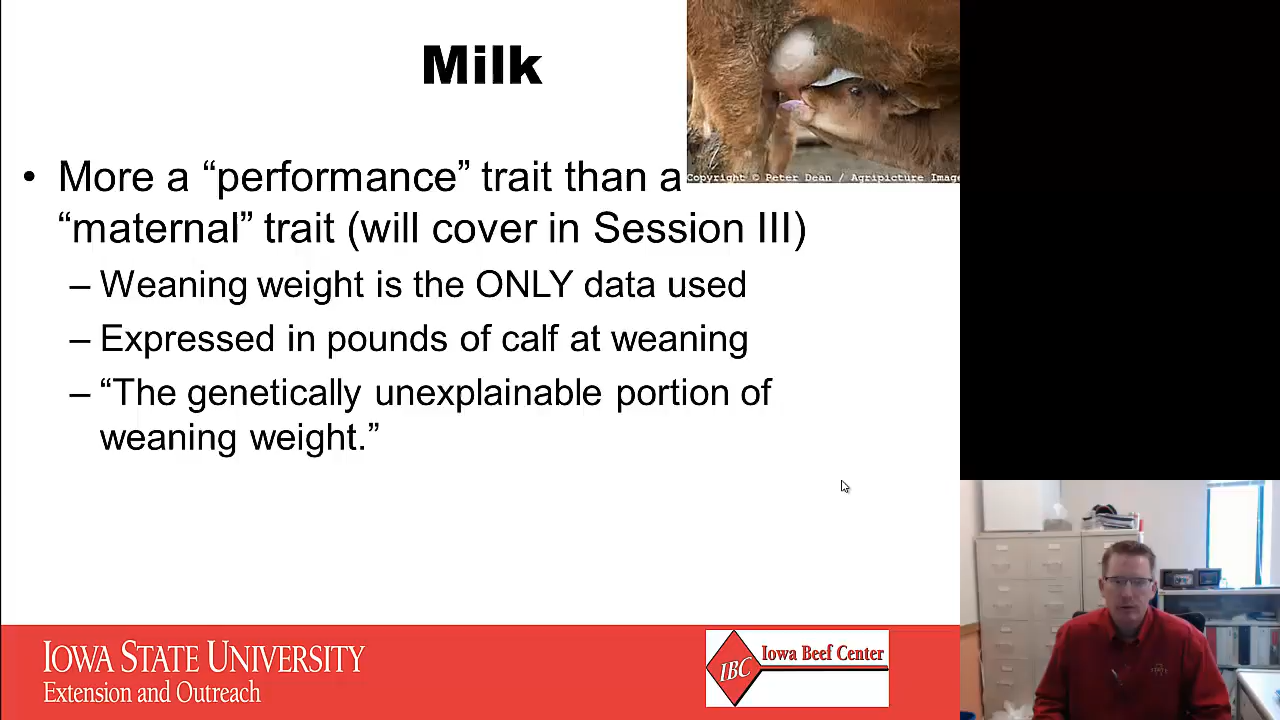 Milk
Copyright © Peter Dean / Agripicture Image
• More a “performance” trait than a
“maternal” trait (will cover in Session III)
– Weaning weight is the ONLY data used
– Expressed in pounds of calf at weaning
– “The genetically unexplainable portion of
weaning weight.”
IOWA STATE UNIVERSITY
Extension and Outreach
IBC
Iowa Beef Center